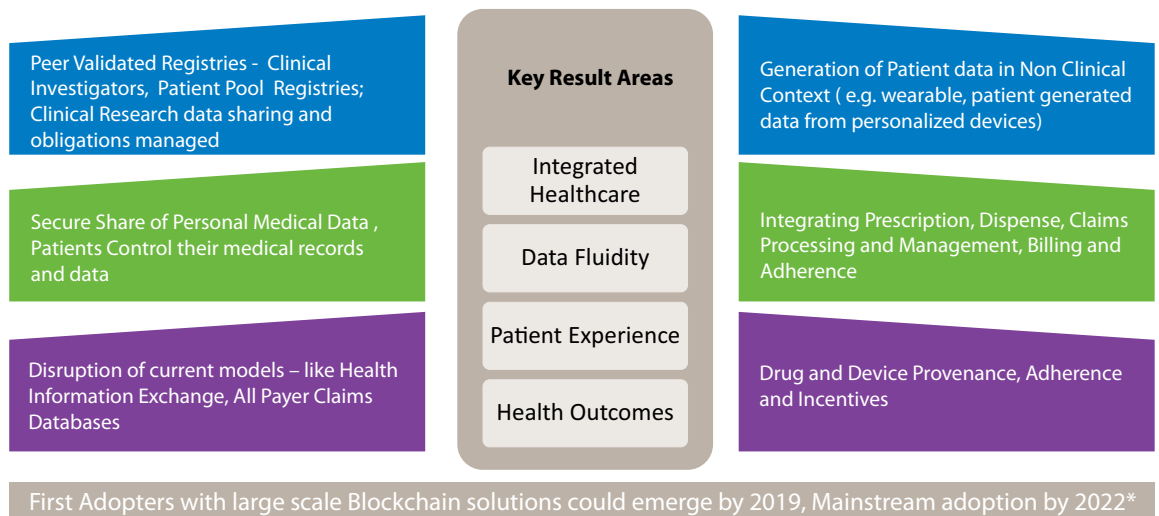 Peer Validated Registries - Clinical
Investigators, Patient Pool Registries;
Clinical Research data sharing and
obligations managed
Secure Share of Personal Medical Data ,
Patients Control their medical records
and data
Disruption of current models – like Health
Information Exchange, All Payer Claims
Databases
Key Result Areas
Integrated
Healthcare
Data Fluidity
Patient Experience
Health Outcomes
Generation of Patient data in Non Clinical
Context ( e.g. wearable, patient generated
data from personalized devices)
Integrating Prescription, Dispense, Claims
Processing and Management, Billing and
Adherence
Drug and Device Provenance, Adherence
and Incentives
First Adopters with large scale Blockchain solutions could emerge by 2019, Mainstream adoption by 2022*